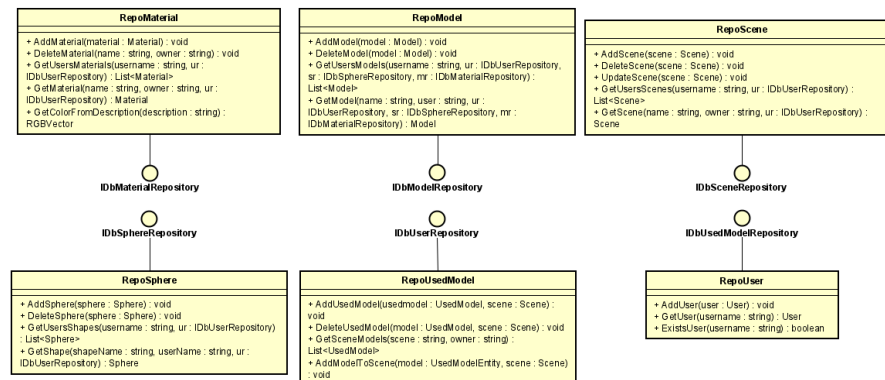 RepoMaterial
+ AddMaterial(material : Material) : void
+ DeleteMaterial(name : string, owner : string) : void
+ GetUsersMaterials(username : string, ur :
IDbUserRepository) : List<Material>
+ GetMaterial(name : string, owner : string, ur :
IDbUserRepository) : Material
+ GetColorFromDescription(description : string) :
RGBVector
IDbMaterialRepository
RepoModel
+ AddModel(model : Model) : void
+ DeleteModel(model : Model) : void
+ GetUsersModels(username : string, ur : IDbUserRepository,
sr : IDbSphereRepository, mr : IDbMaterialRepository) :
List<Model>
+ GetModel(name : string, user : string, ur :
IDbUserRepository, sr : IDbSphereRepository, mr :
IDbMaterialRepository) : Model
IDbModelRepository
RepoScene
+ AddScene(scene : Scene) : void
+ DeleteScene(scene : Scene) : void
+ UpdateScene(scene : Scene) : void
+ GetUsersScenes(username : string, ur : IDbUserRepository) :
List<Scene>
+ GetScene(name : string, owner : string, ur : IDbUserRepository) :
Scene
IDbSceneRepository
IDbSphereRepository
RepoSphere
+ AddSphere(sphere : Sphere) : void
+ DeleteSphere(sphere : Sphere) : void
+ GetUsersShapes(username : string, ur : IDbUserRepository)
: List<Sphere>
+ GetShape(shapeName : string, userName : string, ur :
IDbUserRepository) : Sphere
IDbUserRepository
RepoUsedModel
+ AddUsedModel(usedmodel : UsedModel, scene : Scene) :
void
+ DeleteUsedModel(model : UsedModel, scene : Scene) : void
+ GetSceneModels(scene : string, owner : string) :
List<UsedModel>
+ AddModelToScene(model : UsedModelEntity, scene : Scene)
: void
IDbUsedModelRepository
RepoUser
+ AddUser(user : User) : void
+ GetUser(username : string) : User
+ ExistsUser(username : string) : boolean